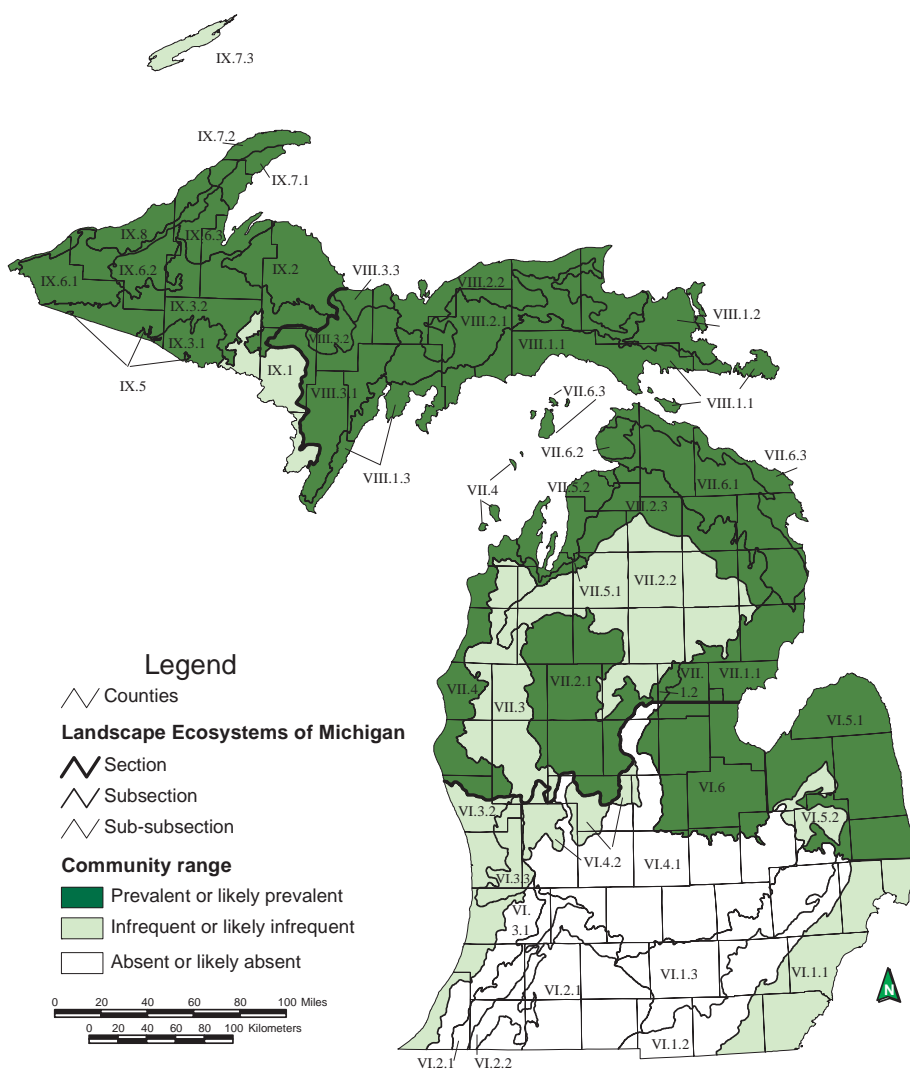 IX.7.3
IX.7.2
IX.7.1
IX.8
IX.6.3
IX.6.1
IX.6.2
IX.2
VIII.3.3
VIII.2.2
IX.3.2
VIII.2.1
VIII.1.2
IX.3.1
VIII.3.2
VIII.1.1
IX.5
IX.1
VIII.3.1
VIII.1.1
VII.6.3
VIII.1.3
VII.6.2
VII.6.3
VII.4
VII.5.2
VII.6.1
VII.2.3
VII.5.1
VII.2.2
VII.4
VII.3
VII.2.1
VII.
1.2
VII.1.1
VI.5.1
VI.6
VI.3.2
VI.5.2
VI.4.2
VI.4.1
VI.3.3
VI.
3.1
VI.2.1
VI.1.3
VI.1.1
VI.1.2
VI.2.1
VI.2.2
Legend
Counties
Landscape Ecosystems of Michigan
Section
Subsection
Sub-subsection
Community range
Prevalent or likely prevalent
Infrequent or likely infrequent
Absent or likely absent
0 20 40 60 80 100 Miles
0 20 40 60 80 100 Kilometers
N